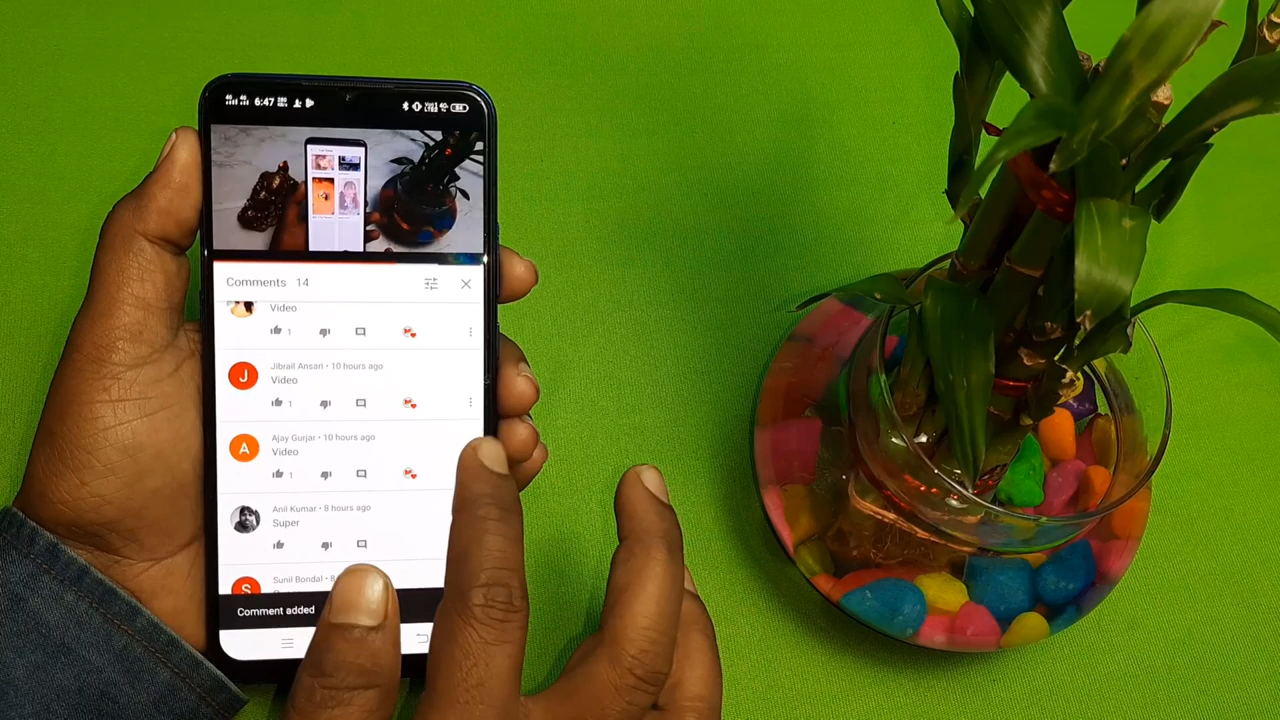 6:47
Comments 14
Video
1
Jibrail Ansari • 10 hours ago
Video
1
Ajay Gurjar • 10 hours ago
Video
1
Anil Kumar • 8 hours ago
Super
Sunil Bondal • 8
Comment added